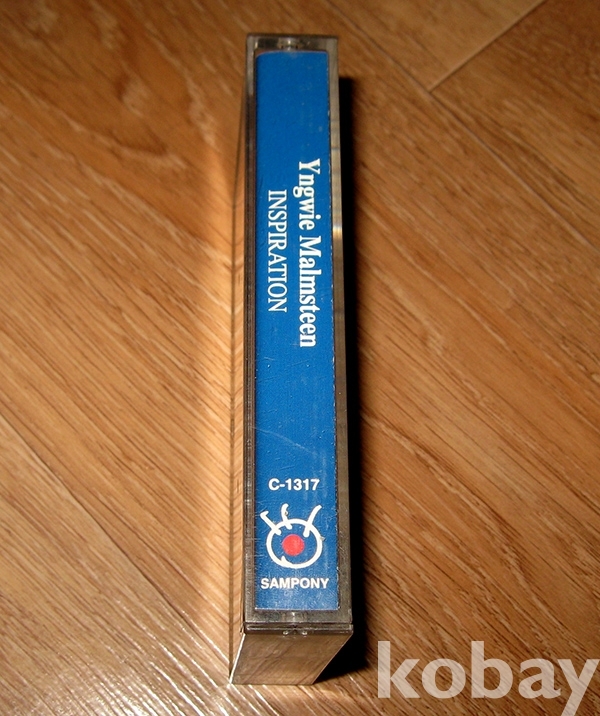 Yngwie Malmsteen
INSPIRATION
C-1317
SAMPONY
kobay